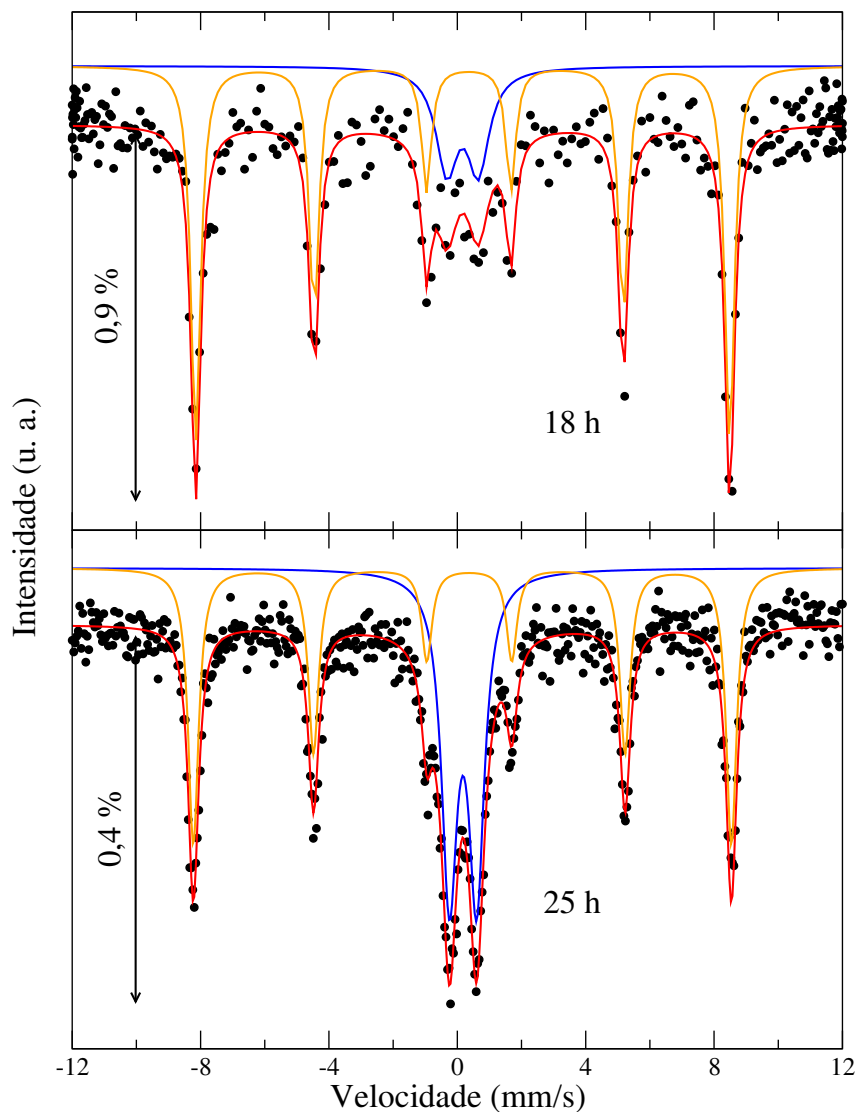 0,9 %
18 h
Intensidade (u. a.)
0,4 %
25 h
-12 -8 -4 0 4 8 12
Velocidade (mm/s)